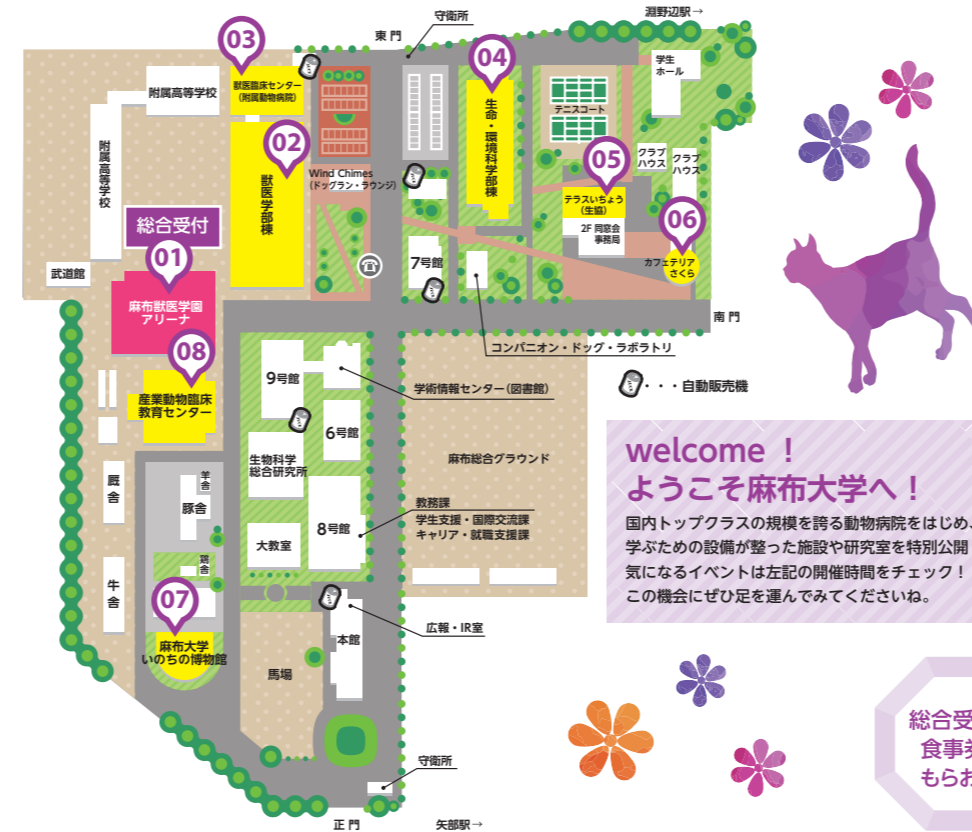 守衛所
淵野辺駅→
東門
03
04
学生
ホール
獣医臨床センター
(附属動物病院)
附属高等学校
テニスコート
生命・環境科学部棟
附属高等学校
02
獣医学部棟
Wind Chimes
(ドッグラン・ラウンジ)
05
クラブ
ハウス
クラブ
ハウス
テラスいちょう
(生協)
2F 同窓会
事務局
06
カフェテリア
さくら
総合受付
01
武道館
麻布獣医学園
アリーナ
7号館
南門
コンパニオン・ドッグ・ラボラトリ
08
産業動物臨床
教育センター
9号館
学術情報センター(図書館)
・・・自動販売機
6号館
生物科学
総合研究所
麻布総合グラウンド
厩舎
羊舎
豚舎
8号館
教務課
学生支援・国際交流課
キャリア・就職支援課
大教室
鶏舎
牛舎
07
麻布大学
いのちの博物館
馬場
本館
広報・IR室
守衛所
正門
矢部駅→
welcome !
ようこそ麻布大学へ!
国内トップクラスの規模を誇る動物病院をはじめ、
学ぶための設備が整った施設や研究室を特別公開
気になるイベントは左記の開催時間をチェック!
この機会にぜひ足を運んでみてくださいね。
総合受
食事券
もらお